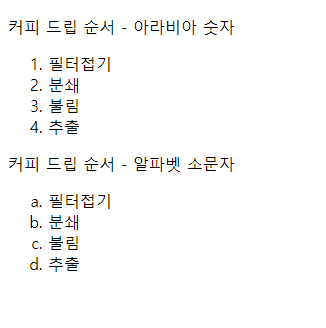 커피 드립 순서 - 아라비아 숫자
1. 필터접기
2. 분쇄
3. 불림
4. 추출
커피 드립 순서 - 알파벳 소문자
a. 필터접기
b. 분쇄
c. 불림
d. 추출